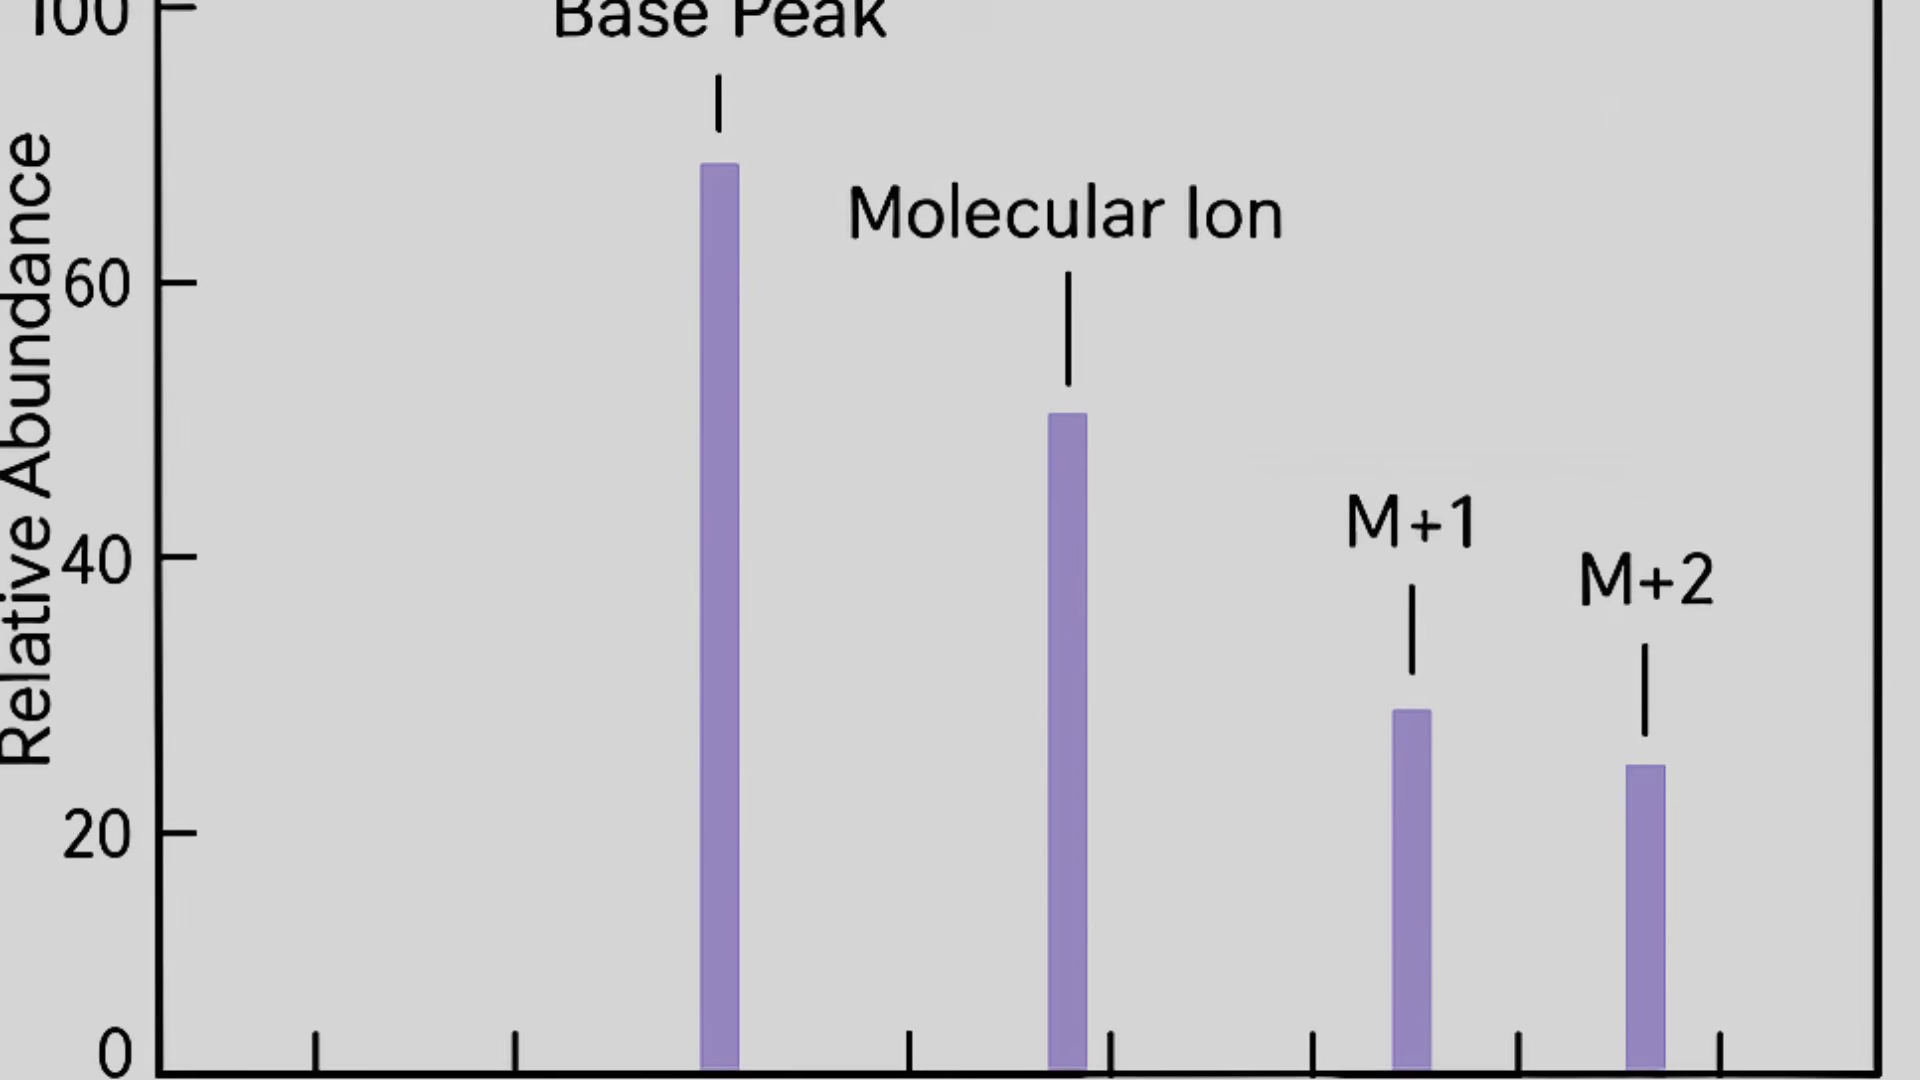 100
Base Peak
Molecular Ion
Relative Abundance
60
M+1
40
M+2
20
0